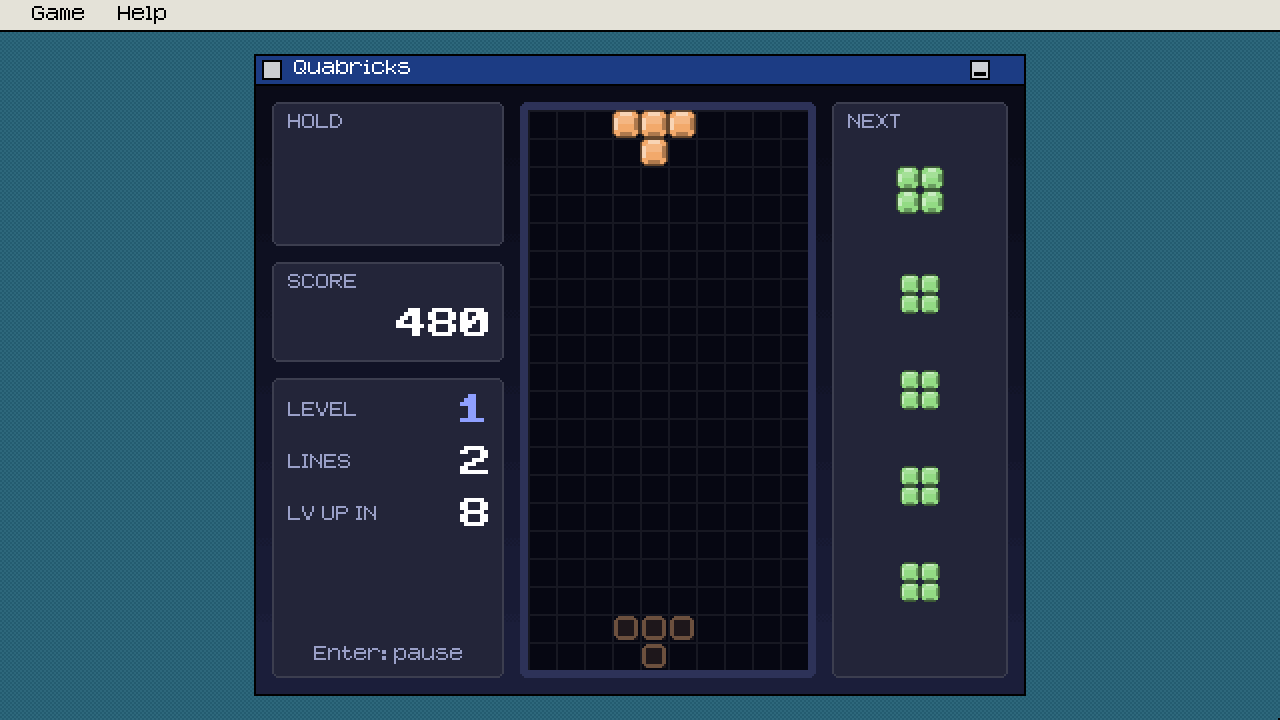 Game Help
Quabricks
HOLD
SCORE
480
LEVEL 1
LINES 2
LV UP IN 8
Enter: pause
NEXT